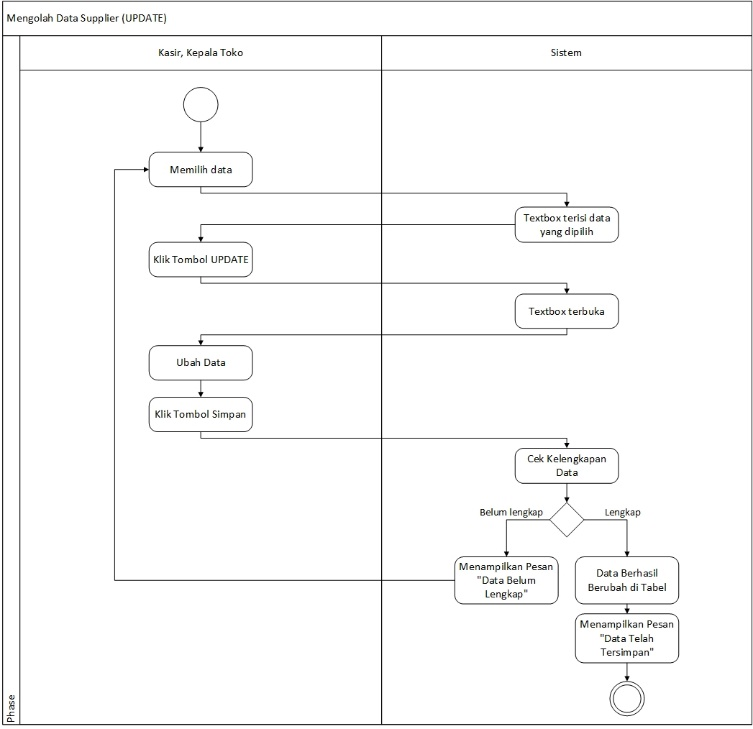 Mengolah Data Supplier (UPDATE)
Kasir, Kepala Toko
Sistem
Memilih data
Textbox terisi data
yang dipilih
Klik Tombol UPDATE
Textbox terbuka
Ubah Data
Klik Tombol Simpan
Cek Kelengkapan
Data
Belum lengkap
Lengkap
Menampilkan Pesan
"Data Belum
Lengkap"
Data Berhasil
Berubah di Tabel
Menampilkan Pesan
"Data Telah
Tersimpan"
Phase